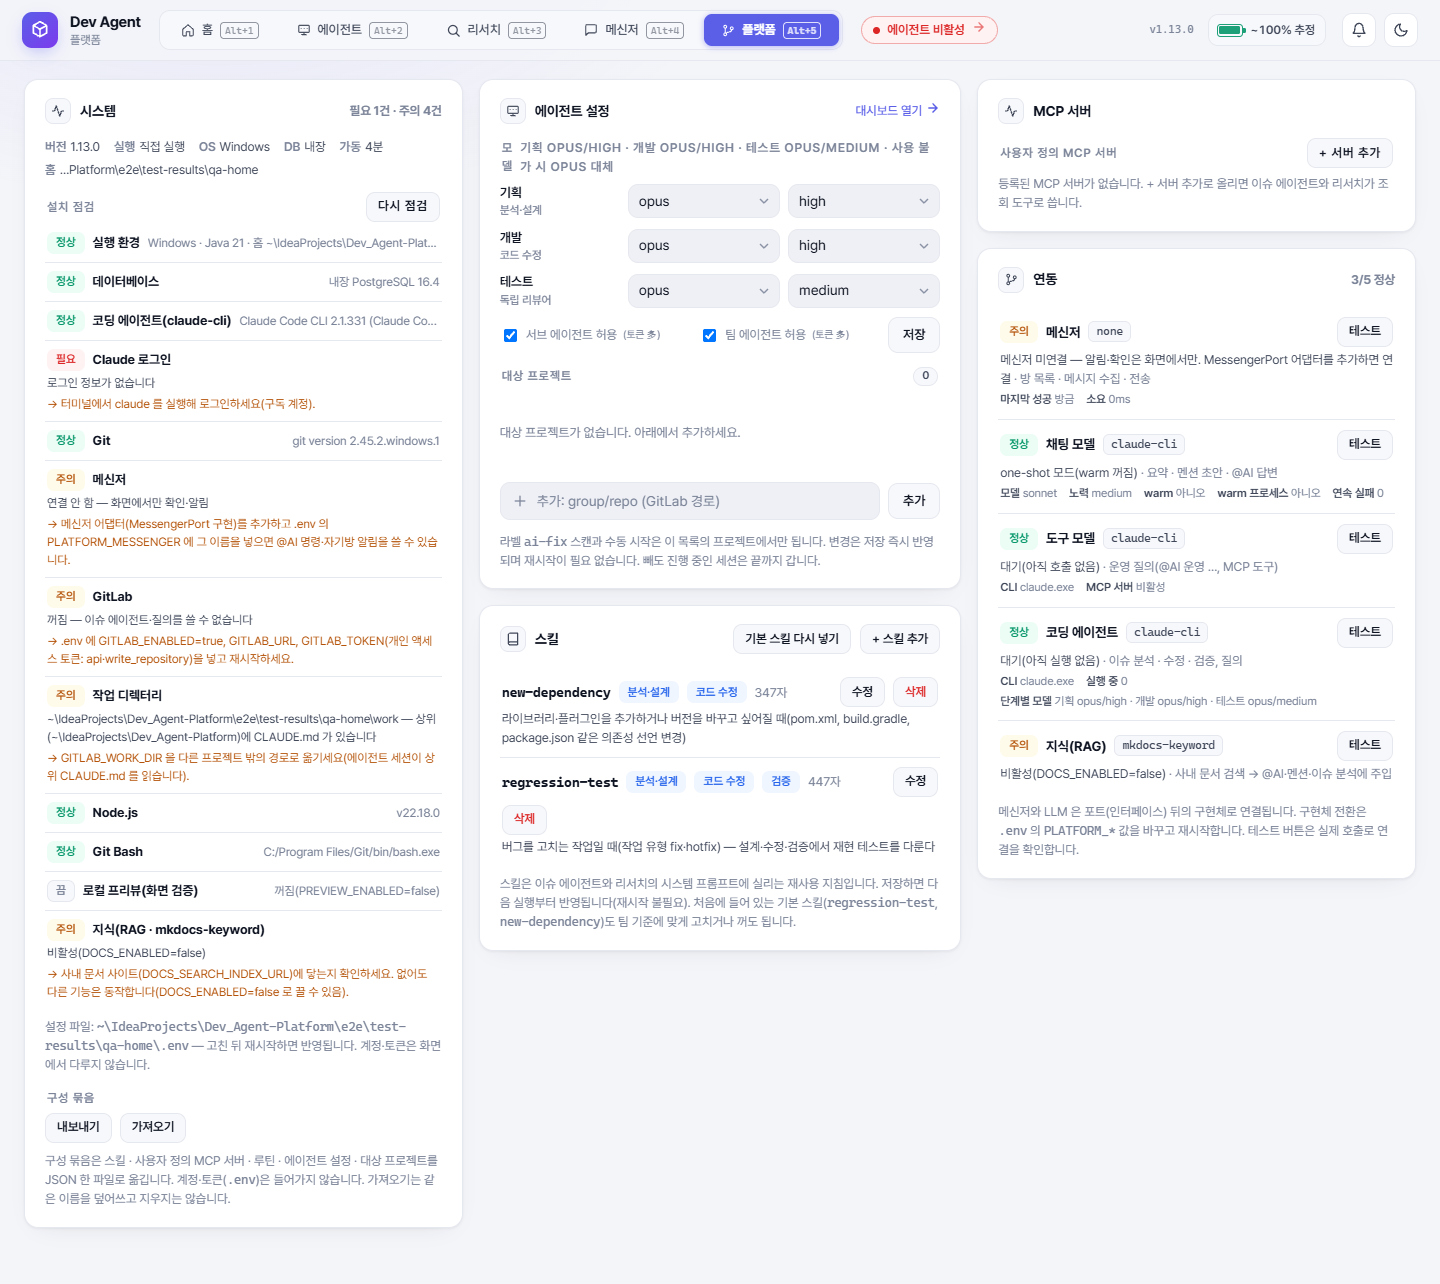 Dev Agent
플랫폼
홈 Alt+1
에이전트 Alt+2
리서치 Alt+3
메신저 Alt+4
플랫폼 Alt+5
에이전트 비활성 →
v1.13.0
~100% 추정
시스템
필요 1건 · 주의 4건
버전 1.13.0 실행 직접 실행 OS Windows DB 내장 가동 4분
홈 ...Platform\e2e\test-results\qa-home
설치 점검
다시 점검
정상 실행 환경 Windows · Java 21 · 홈 ~\IdeaProjects\Dev_Agent-Plat...
정상 데이터베이스 내장 PostgreSQL 16.4
정상 코딩 에이전트(claude-cli) Claude Code CLI 2.1.331 (Claude Co...
필요 Claude 로그인
로그인 정보가 없습니다
→ 터미널에서 claude 를 실행해 로그인하세요(구독 계정).
정상 Git git version 2.45.2.windows.1
주의 메신저
연결 안 함 — 화면에서만 확인·알림
→ 메신저 어댑터(MessengerPort 구현)를 추가하고 .env 의
PLATFORM_MESSENGER 에 그 이름을 넣으면 @AI 명령·자기방 알림을 쓸 수 있습
니다.
주의 GitLab
꺼짐 — 이슈 에이전트·질의를 쓸 수 없습니다
→ .env 에 GITLAB_ENABLED=true, GITLAB_URL, GITLAB_TOKEN(개인 액세
스 토큰: api·write_repository)을 넣고 재시작하세요.
주의 작업 디렉터리
~\IdeaProjects\Dev_Agent-Platform\e2e\test-results\qa-home\work — 상위
(~\IdeaProjects\Dev_Agent-Platform)에 CLAUDE.md 가 있습니다
→ GITLAB_WORK_DIR 을 다른 프로젝트 밖의 경로로 옮기세요(에이전트 세션이 상
위 CLAUDE.md 를 읽습니다).
정상 Node.js v22.18.0
정상 Git Bash C:/Program Files/Git/bin/bash.exe
끔 로컬 프리뷰(화면 검증) 꺼짐(PREVIEW_ENABLED=false)
주의 지식(RAG · mkdocs-keyword)
비활성(DOCS_ENABLED=false)
→ 사내 문서 사이트(DOCS_SEARCH_INDEX_URL)에 닿는지 확인하세요. 없어도
다른 기능은 동작합니다(DOCS_ENABLED=false 로 끌 수 있음).
설정 파일: ~\IdeaProjects\Dev_Agent-Platform\e2e\test-
results\qa-home\.env — 고친 뒤 재시작하면 반영됩니다. 계정·토큰은 화면
에서 다루지 않습니다.
구성 묶음
내보내기 가져오기
구성 묶음은 스킬 · 사용자 정의 MCP 서버 · 루틴 · 에이전트 설정 · 대상 프로젝트를
JSON 한 파일로 옮깁니다. 계정·토큰(.env)은 들어가지 않습니다. 가져오기는 같
은 이름을 덮어쓰고 지우지는 않습니다.
에이전트 설정
대시보드 열기 →
모델 기획 OPUS/HIGH · 개발 OPUS/HIGH · 테스트 OPUS/MEDIUM · 사용 불
가 시 OPUS 대체
기획 opus high
분석·설계
개발 opus high
코드 수정
테스트 opus medium
독립 리뷰어
서브 에이전트 허용 (토큰 多) 팀 에이전트 허용 (토큰 多) 저장
대상 프로젝트 0
대상 프로젝트가 없습니다. 아래에서 추가하세요.
+ 추가: group/repo (GitLab 경로) 추가
라벨 ai-fix 스캔과 수동 시작은 이 목록의 프로젝트에서만 됩니다. 변경은 저장 즉시 반영
되며 재시작이 필요 없습니다. 빼도 진행 중인 세션은 끝까지 갑니다.
스킬
기본 스킬 다시 넣기 + 스킬 추가
new-dependency 분석·설계 코드 수정 347자 수정 삭제
라이브러리·플러그인을 추가하거나 버전을 바꾸고 싶어질 때(pom.xml, build.gradle,
package.json 같은 의존성 선언 변경)
regression-test 분석·설계 코드 수정 검증 447자 수정
삭제
버그를 고치는 작업일 때(작업 유형 fix·hotfix) — 설계·수정·검증에서 재현 테스트를 다룬다
스킬은 이슈 에이전트와 리서치의 시스템 프롬프트에 실리는 재사용 지침입니다. 저장하면 다
음 실행부터 반영됩니다(재시작 불필요). 처음에 들어 있는 기본 스킬(regression-test,
new-dependency)도 팀 기준에 맞게 고치거나 꺼도 됩니다.
MCP 서버
사용자 정의 MCP 서버 + 서버 추가
등록된 MCP 서버가 없습니다. + 서버 추가로 올리면 이슈 에이전트와 리서치가 조
회 도구로 씁니다.
연동 3/5 정상
주의 메신저 none 테스트
메신저 미연결 — 알림·확인은 화면에서만. MessengerPort 어댑터를 추가하면 연
결 · 방 목록 · 메시지 수집 · 전송
마지막 성공 방금 소요 0ms
정상 채팅 모델 claude-cli 테스트
one-shot 모드(warm 꺼짐) · 요약 · 멘션 초안 · @AI 답변
모델 sonnet 노력 medium warm 아니오 warm 프로세스 아니오 연속 실패 0
정상 도구 모델 claude-cli 테스트
대기(아직 호출 없음) · 운영 질의(@AI 운영 ..., MCP 도구)
CLI claude.exe MCP 서버 비활성
정상 코딩 에이전트 claude-cli 테스트
대기(아직 실행 없음) · 이슈 분석 · 수정 · 검증, 질의
CLI claude.exe 실행 중 0
단계별 모델 기획 opus/high · 개발 opus/high · 테스트 opus/medium
주의 지식(RAG) mkdocs-keyword 테스트
비활성(DOCS_ENABLED=false) · 사내 문서 검색 → @AI·멘션·이슈 분석에 주입
메신저와 LLM 은 포트(인터페이스) 뒤의 구현체로 연결됩니다. 구현체 전환은
.env 의 PLATFORM_* 값을 바꾸고 재시작합니다. 테스트 버튼은 실제 호출로 연
결을 확인합니다.